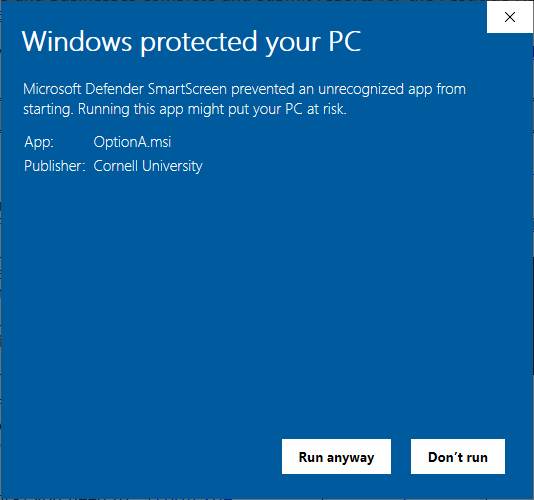 Windows protected your PC
Microsoft Defender SmartScreen prevented an unrecognized app from
starting. Running this app might put your PC at risk.
App: OptionA.msi
Publisher: Cornell University
Run anyway Don't run